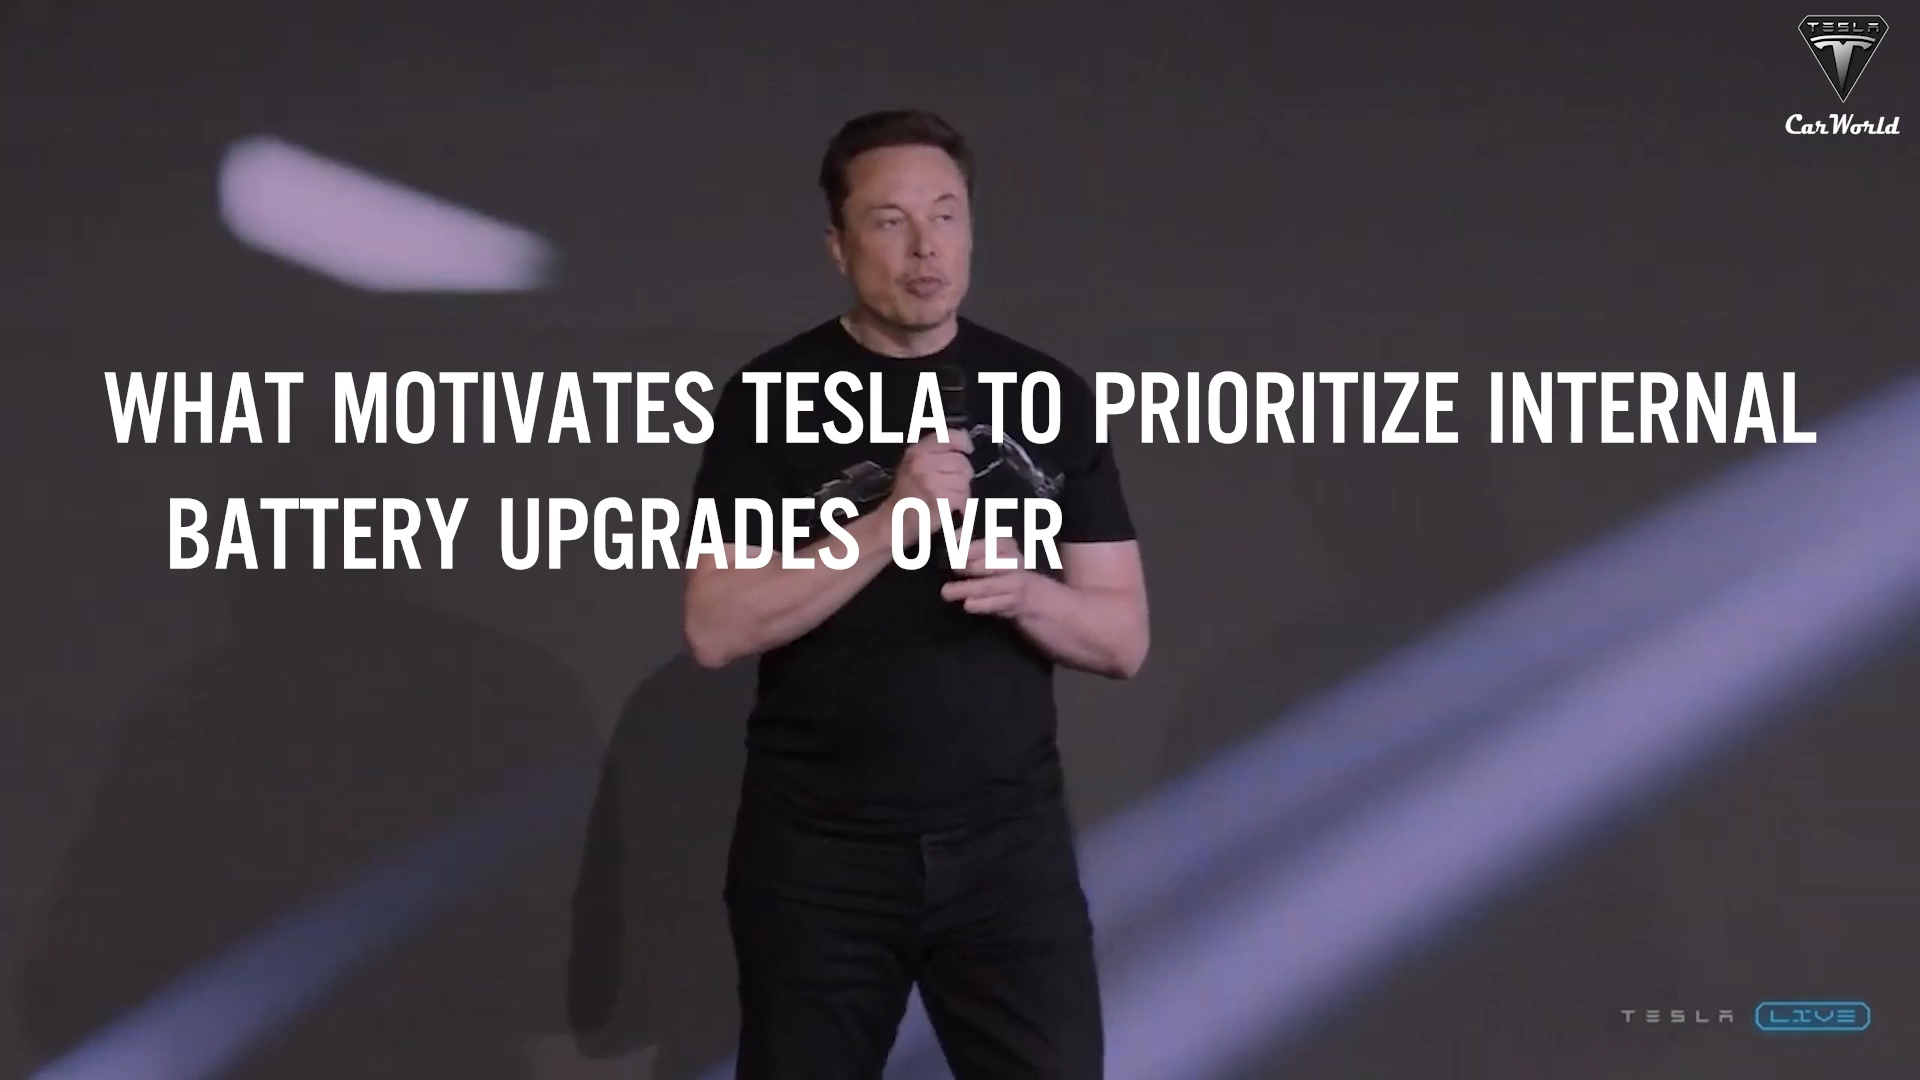 TESLA
CarWorld
WHAT MOTIVATES TESLA TO PRIORITIZE INTERNAL
BATTERY UPGRADES OVER
TESLA LIVE